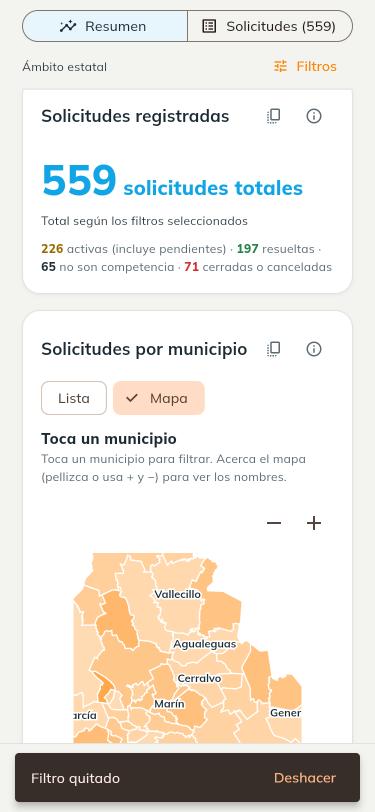 Resumen
Solicitudes (559)
Ámbito estatal
Filtros
Solicitudes registradas
559 solicitudes totales
Total según los filtros seleccionados
226 activas (incluye pendientes) · 197 resueltas ·
65 no son competencia · 71 cerradas o canceladas
Solicitudes por municipio
Lista
Mapa
Toca un municipio
Toca un municipio para filtrar. Acerca el mapa
(pellizca o usa + y −) para ver los nombres.
Vallecillo
Agualeguas
Cerralvo
Marín
arcía
Gener
Filtro quitado
Deshacer